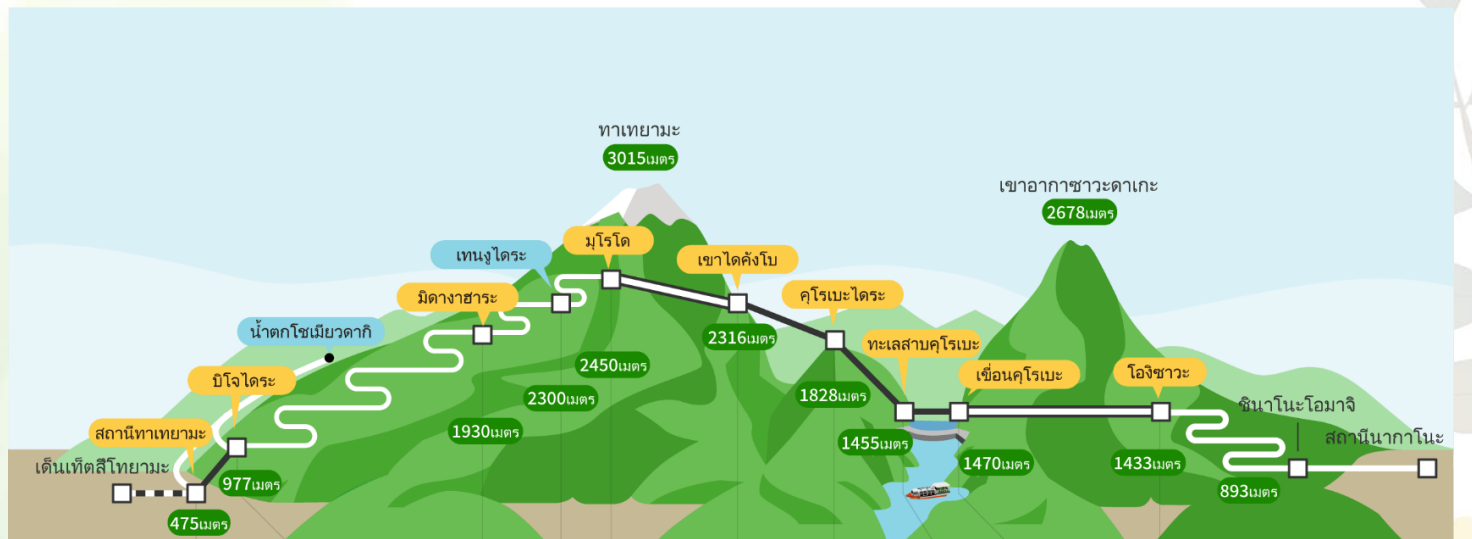 ทาเทยามะ
3015เมตร
เขาอากาซาวะดาเกะ
2678เมตร
มุโรโด
เทนงูไดระ
เขาไดคังโบ
มิดางาฮาระ
คุโรเบะไดระ
น้ำตกโชเมียวดากิ
2316เมตร
ทะเลสาบคุโรเบะ
2450เมตร
บิโจไดระ
เขื่อนคุโรเบะ
โองิซาวะ
1828เมตร
2300เมตร
ชินาโนะโอมาจิ
1930เมตร
สถานีทาเทยามะ
สถานีนากาโนะ
1455เมตร
1470เมตร
1433เมตร
เด็นเท็ตสึโทยามะ
977เมตร
893เมตร
475เมตร